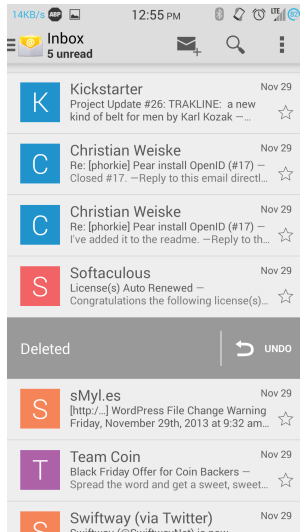 14KB/s ABP 12:55 PM LTE
Inbox
5 unread
K
Kickstarter Nov 29
Project Update #26: TRAKLINE: a new
kind of belt for men by Karl Kozak —...
C
Christian Weiske Nov 29
Re: [phorkie] Pear install OpenID (#17) —
Closed #17. —Reply to this email directl...
C
Christian Weiske Nov 29
Re: [phorkie] Pear install OpenID (#17) —
I've added it to the readme. —Reply to th...
S
Softaculous Nov 29
License(s) Auto Renewed —
Congratulations the following license(s)...
Deleted UNDO
S
sMyl.es Nov 29
[http:/...] WordPress File Change Warning
Friday, November 29th, 2013 at 9:32 am...
T
Team Coin Nov 29
Black Friday Offer for Coin Backers —
Spread the word and get a sweet, sweet...
S
Siftway (via Twitter) Nov 29